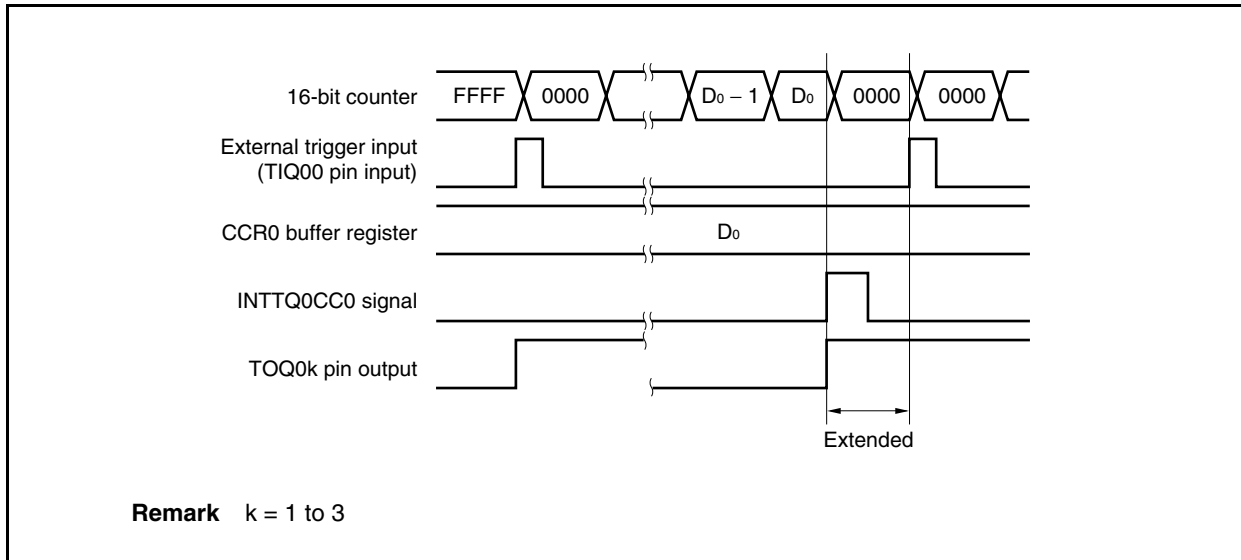 16-bit counter FFFF 0000 D0 − 1 D0 0000 0000
External trigger input
(TIQ00 pin input)
CCR0 buffer register D0
INTTQ0CC0 signal
TOQ0k pin output
Extended
Remark k = 1 to 3